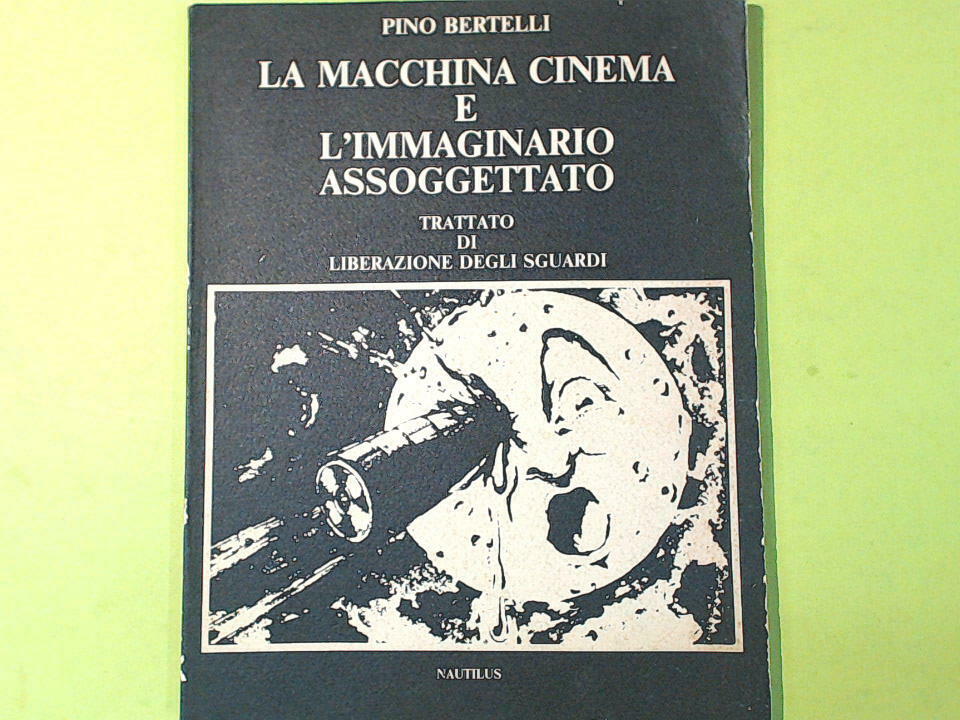 PINO BERTELLI
LA MACCHINA CINEMA
E
L'IMMAGINARIO
ASSOGGETTATO
TRATTATO
DI
LIBERAZIONE DEGLI SGUARDI
NAUTILUS